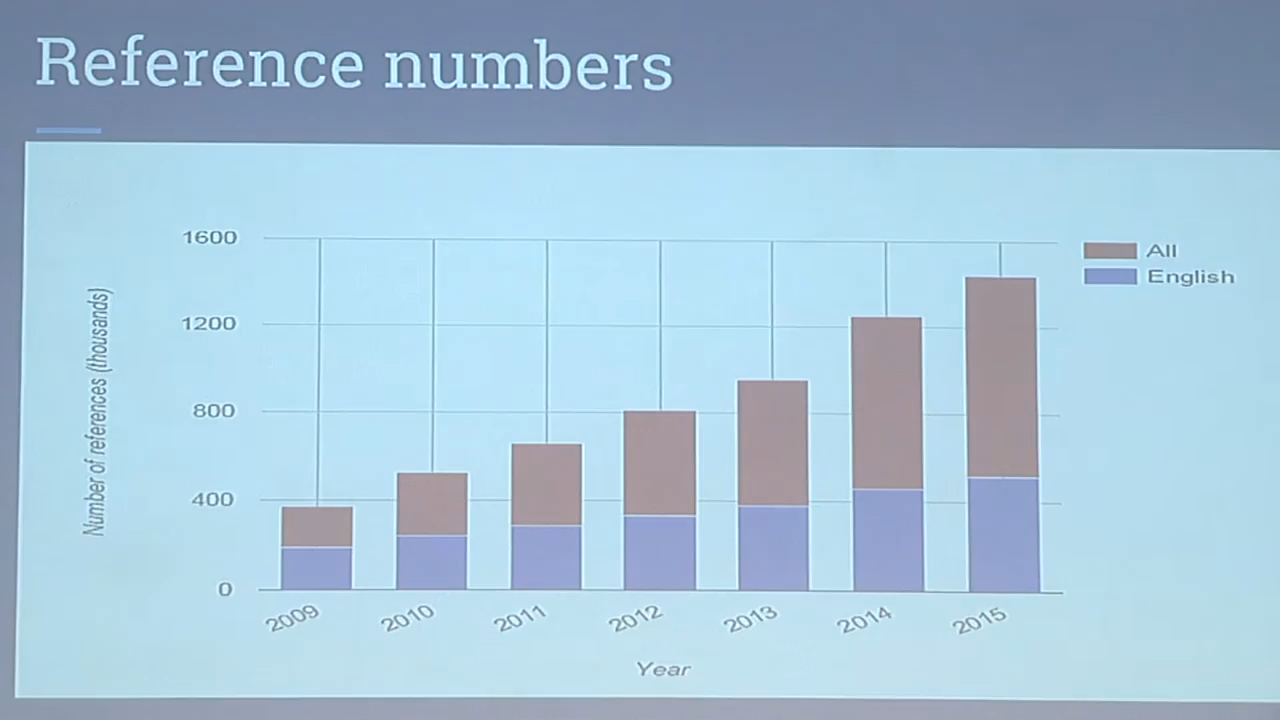 Reference numbers
1600
1200
800
400
0
Number of references (thousands)
2009
2010
2011
2012
2013
2014
2015
Year
All
English